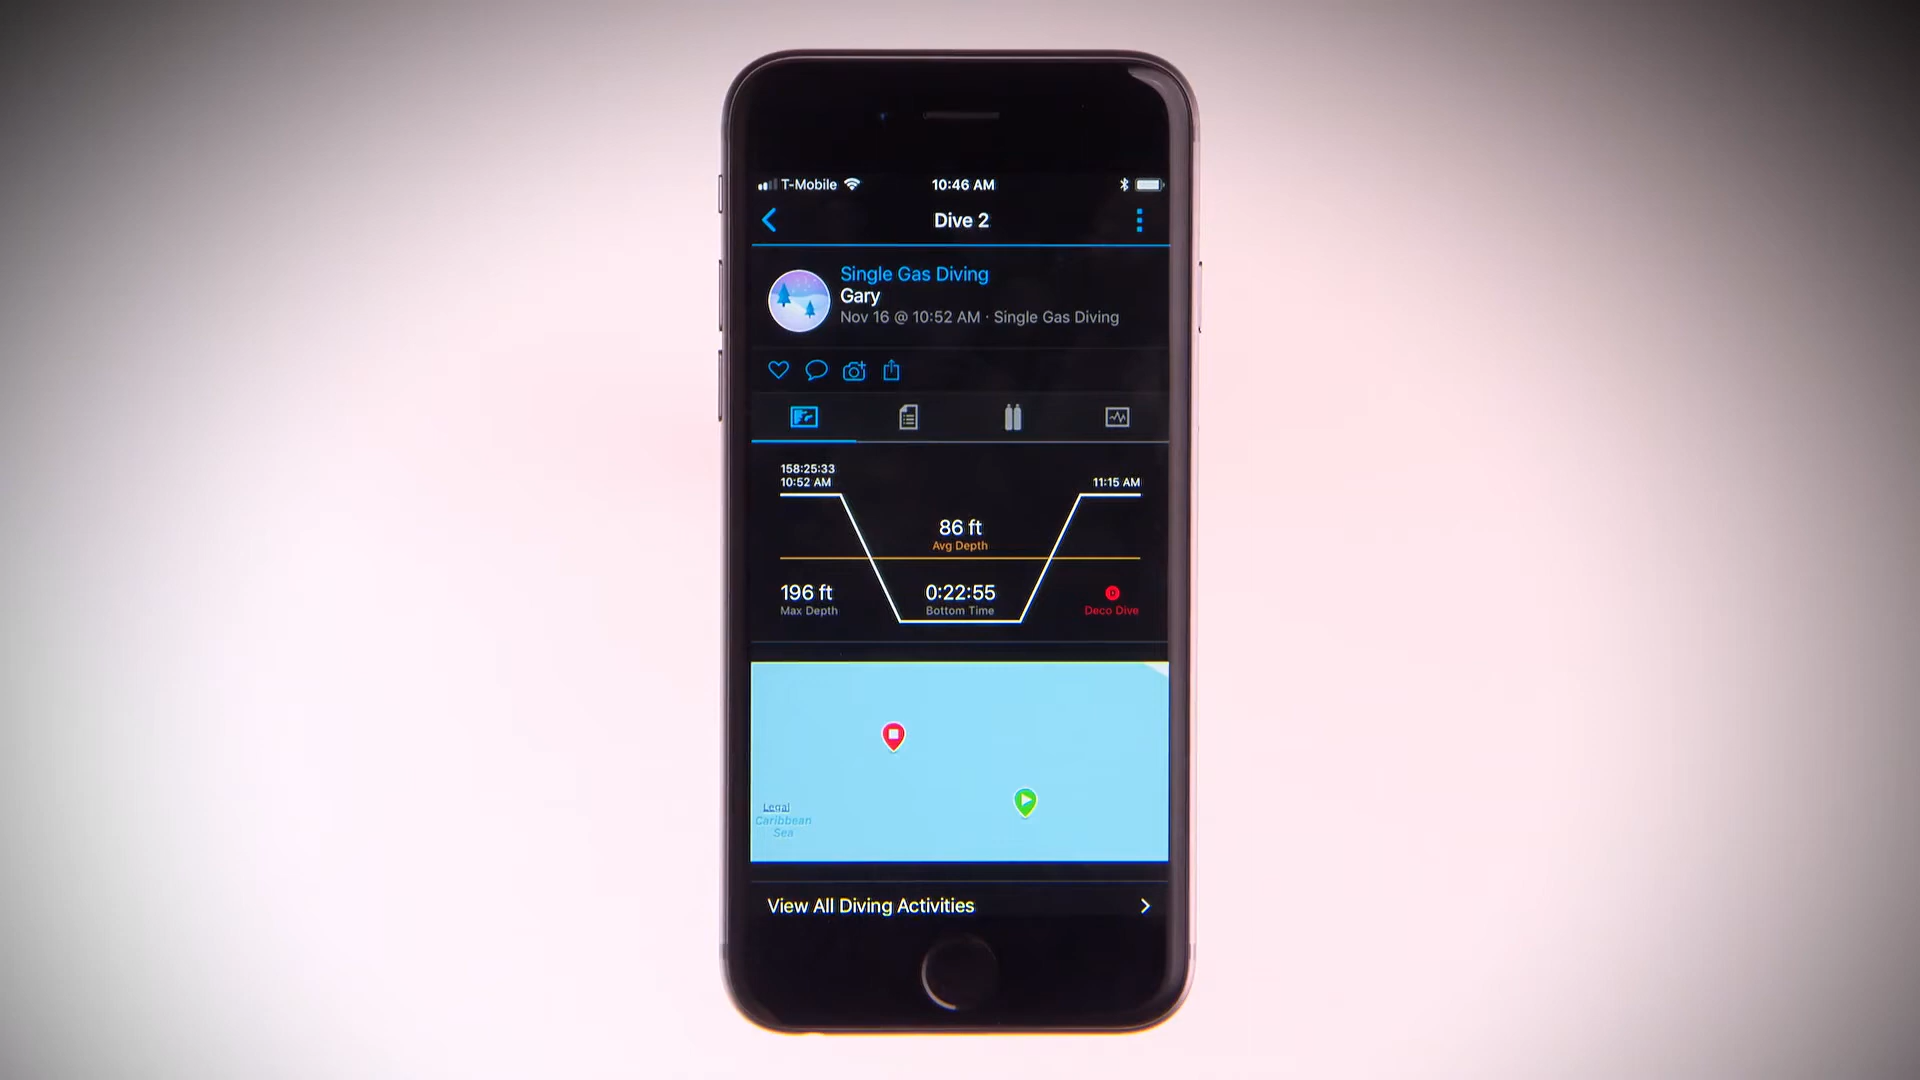 T-Mobile 10:46 AM
Dive 2
Single Gas Diving
Gary
Nov 16 @ 10:52 AM · Single Gas Diving
158:25:33
10:52 AM 11:15 AM
86 ft
Avg Depth
196 ft 0:22:55 D
Max Depth Bottom Time Deco Dive
Legal
Caribbean
Sea
View All Diving Activities